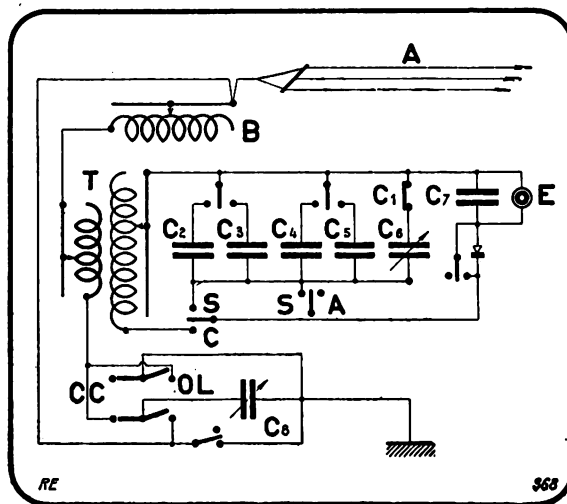 A
B
T
C1 C7 E
C2 C3 C4 C5 C6
S S A
C
CC OL C8
RE 368